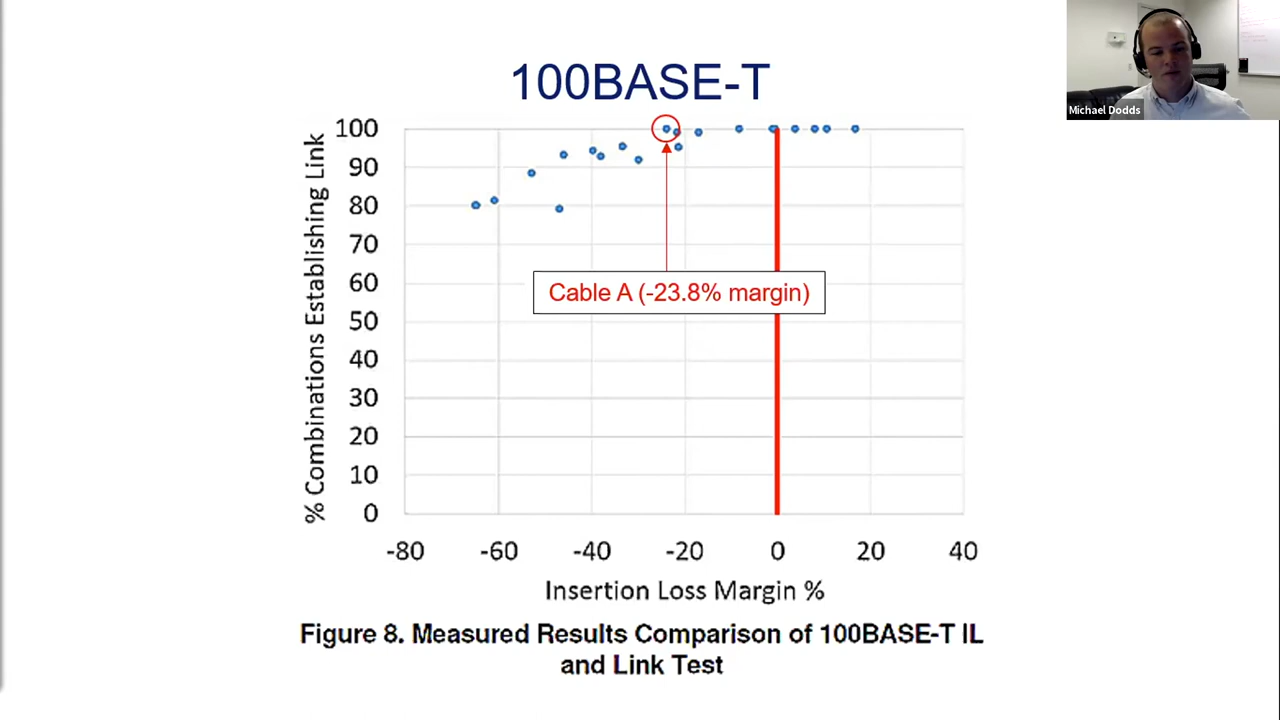 100BASE-T
Michael Dodds
% Combinations Establishing Link
100
90
80
70
60
50
40
30
20
10
0
Cable A (-23.8% margin)
-80 -60 -40 -20 0 20 40
Insertion Loss Margin %
Figure 8. Measured Results Comparison of 100BASE-T IL
and Link Test